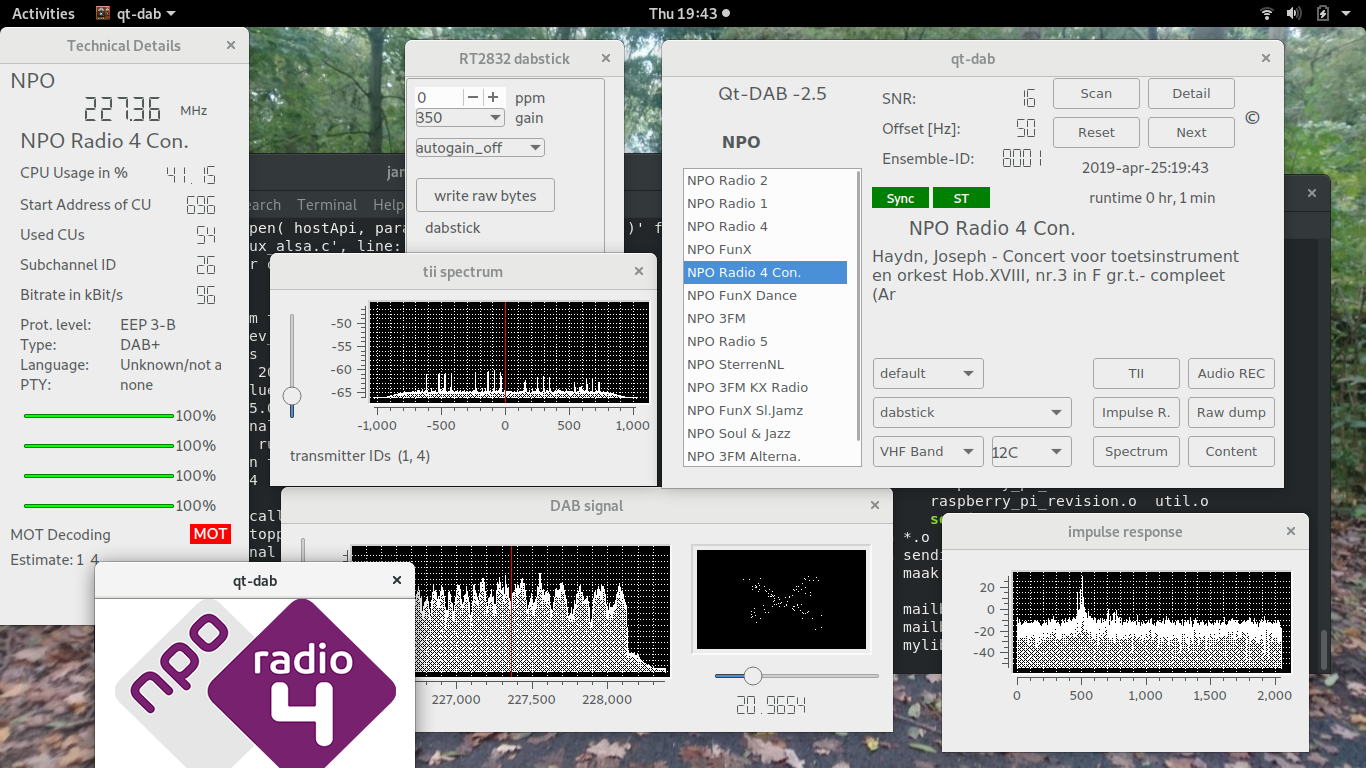 Activities
qt-dab
Thu 19:43
Technical Details
NPO
227.36 MHz
NPO Radio 4 Con.
CPU Usage in % 41.15
Start Address of CU 696
Used CUs 54
Subchannel ID 26
Bitrate in kBit/s 96
Prot. level: EEP 3-B
Type: DAB+
Language: Unknown/not a
PTY: none
100%
100%
100%
100%
MOT Decoding MOT
Estimate: 1 4
RT2832 dabstick
0 ppm
350 gain
autogain_off
write raw bytes
dabstick
earch Terminal Help
pen( hostApi, para
)' f
ux_alsa.c', line:
tii spectrum
-50
-55
-60
-65
-1,000 -500 0 500 1,000
transmitter IDs (1, 4)
qt-dab
Qt-DAB -2.5
NPO
NPO Radio 2
NPO Radio 1
NPO Radio 4
NPO FunX
NPO Radio 4 Con.
NPO FunX Dance
NPO 3FM
NPO Radio 5
NPO SterrenNL
NPO 3FM KX Radio
NPO FunX Sl.Jamz
NPO Soul & Jazz
NPO 3FM Alterna.
SNR: 16
Offset [Hz]: 50
Ensemble-ID: 8001
Scan Detail
Reset Next
©
2019-apr-25:19:43
Sync ST
runtime 0 hr, 1 min
NPO Radio 4 Con.
Haydn, Joseph - Concert voor toetsinstrument
en orkest Hob.XVIII, nr.3 in F gr.t.- compleet
(Ar
default TII Audio REC
dabstick Impulse R. Raw dump
VHF Band 12C Spectrum Content
DAB signal
227,000 227,500 228,000
20.9654
raspberry_pi_revision.o util.o
*.o
sendi
maak
mailb
mailb
mylib
impulse response
20
0
-20
-40
0 500 1,000 1,500 2,000
qt-dab
npo
radio
4